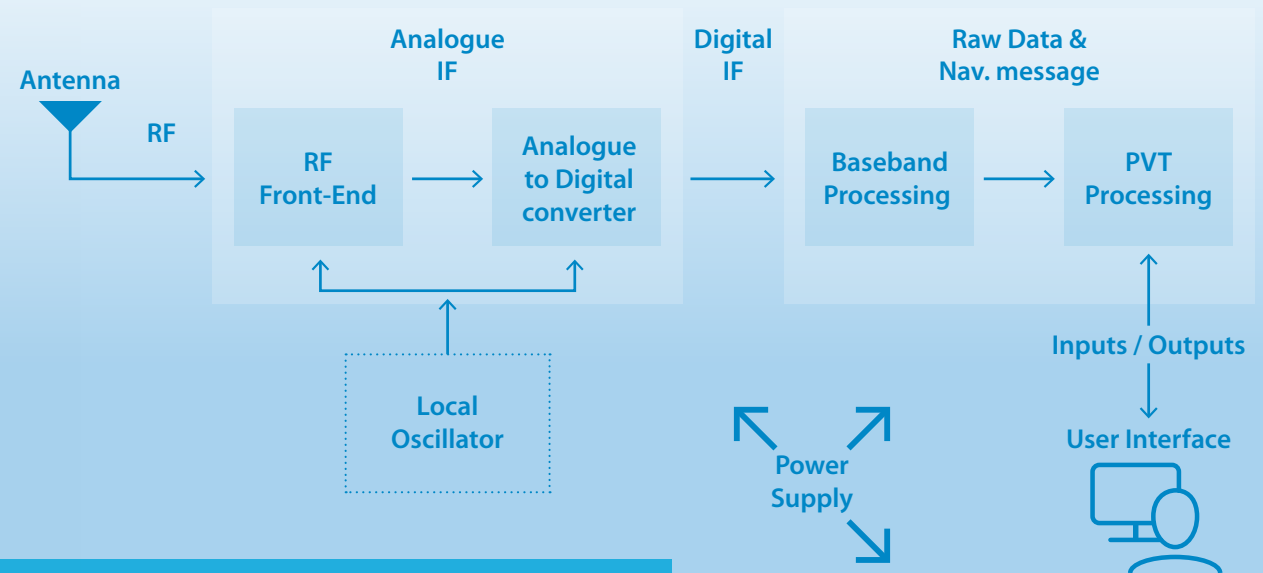 Analogue
IF
Digital
IF
Raw Data &
Nav. message
Antenna
RF
RF
Front-End
Analogue
to Digital
converter
Baseband
Processing
PVT
Processing
Inputs / Outputs
Local
Oscillator
Power
Supply
User Interface